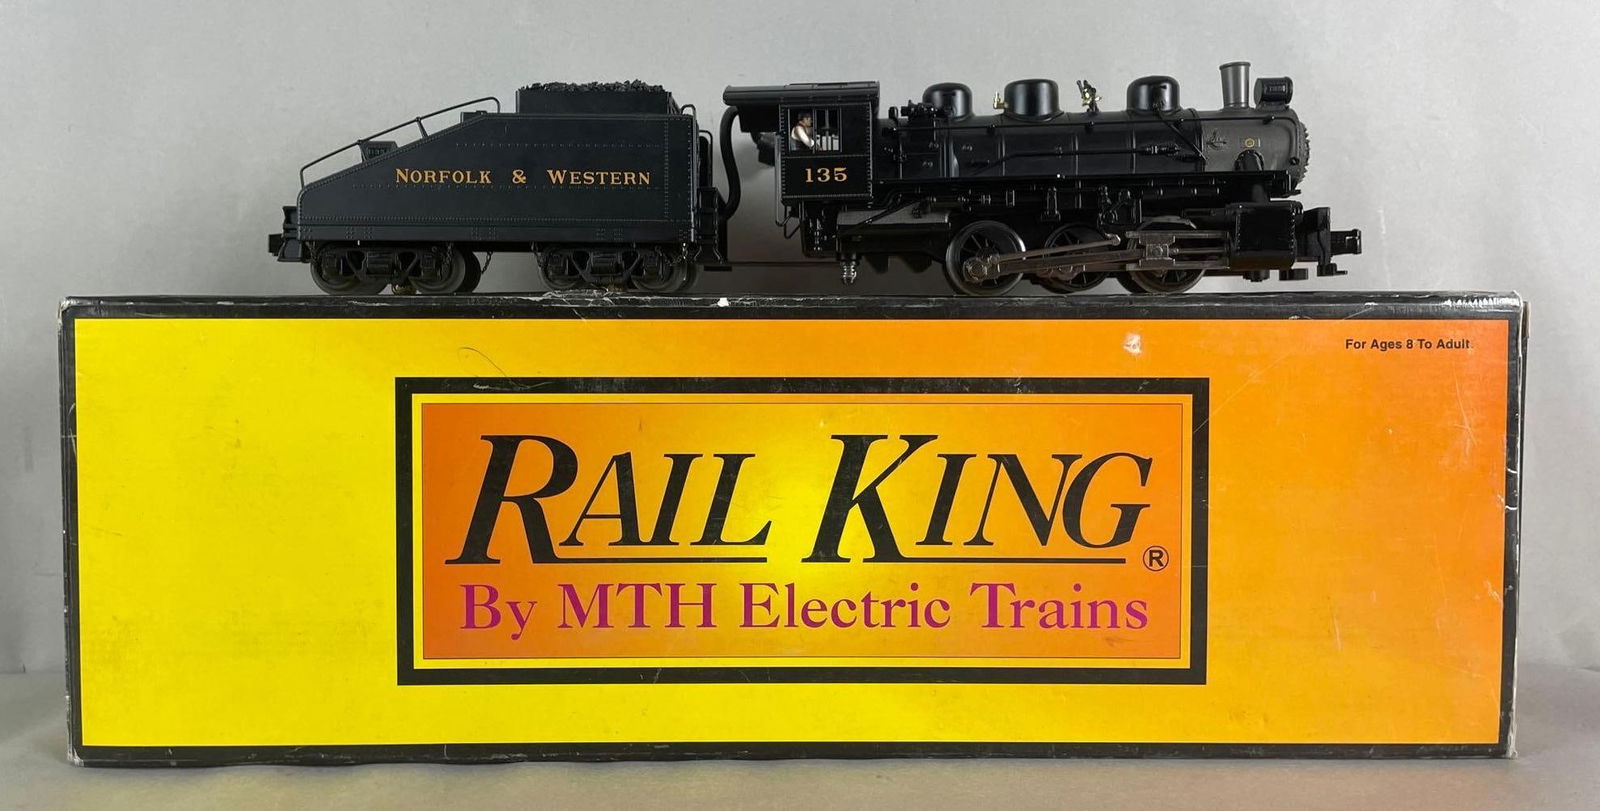 NORFOLK & WESTERN
135
For Ages 8 To Adult.
RAIL KING®
By MTH Electric Trains